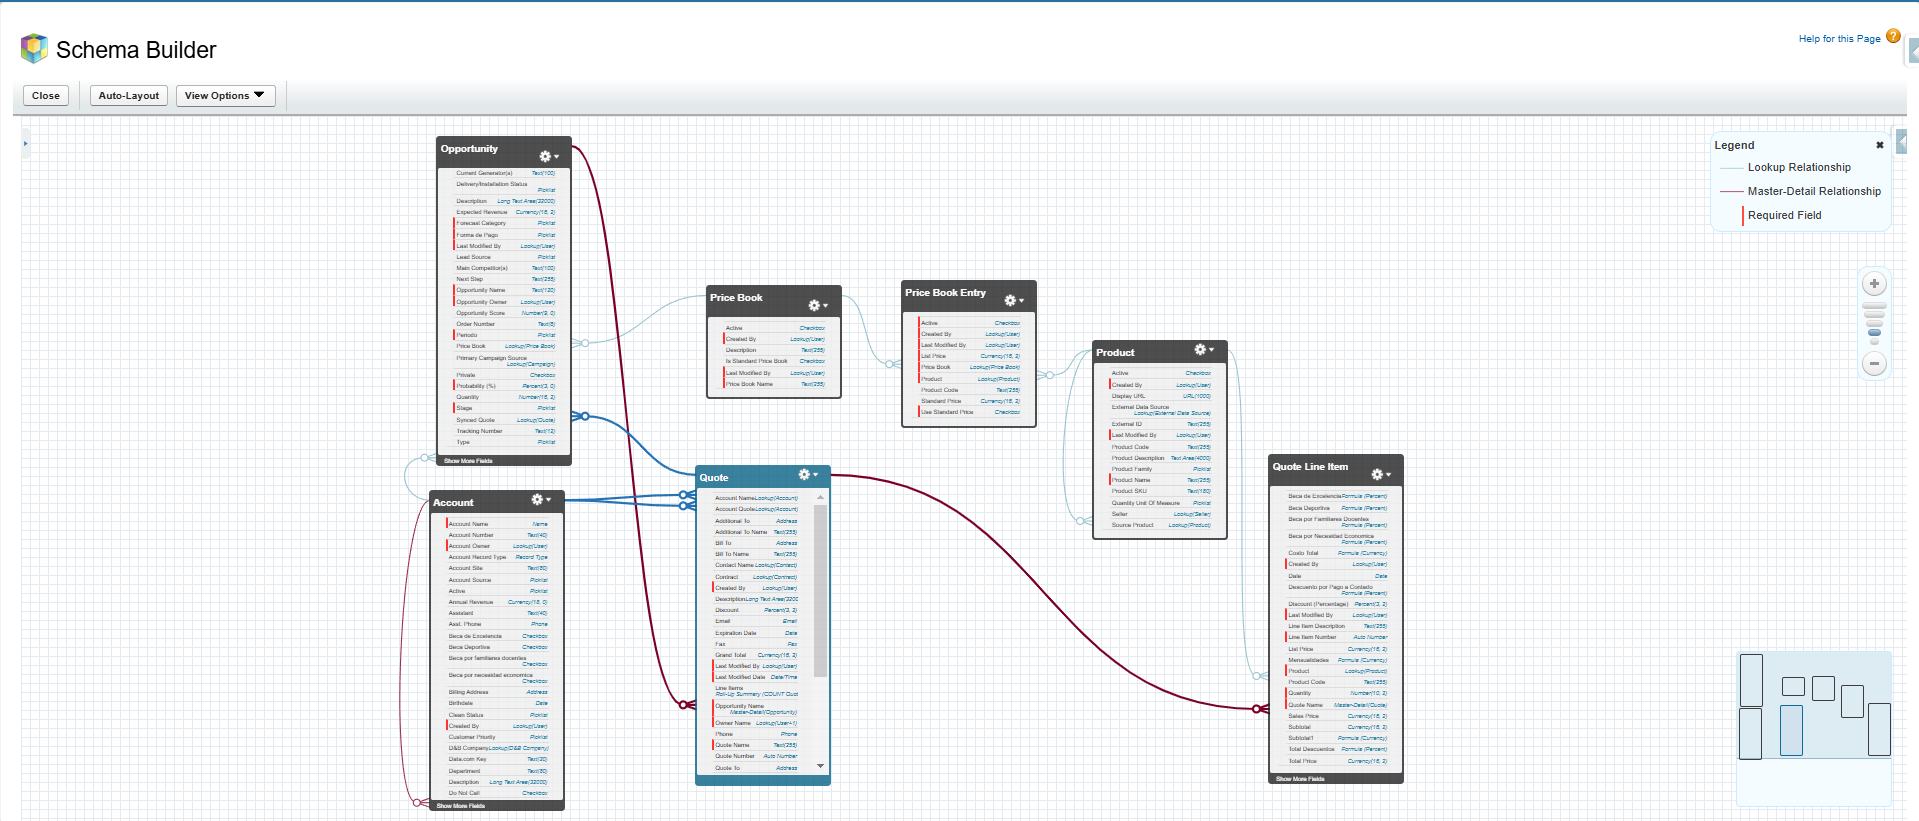 Schema Builder
Help for this Page
Close
Auto-Layout
View Options
Legend
Lookup Relationship
Master-Detail Relationship
Required Field
Opportunity
Current Generator(s) Text(100)
Delivery/Installation Status
Picklist
Description Long Text Area(32000)
Expected Revenue Currency(16, 2)
Forecast Category Picklist
Forma de Pago Picklist
Last Modified By Lookup(User)
Lead Source Picklist
Main Competitor(s) Text(100)
Next Step Text(255)
Opportunity Name Text(120)
Opportunity Owner Lookup(User)
Opportunity Score Number(9, 0)
Order Number Text(8)
Periodo Picklist
Price Book Lookup(Price Book)
Primary Campaign Source
Lookup(Campaign)
Private Checkbox
Probability (%) Percent(3, 0)
Quantity Number(16, 2)
Stage Picklist
Synced Quote Lookup(Quote)
Tracking Number Text(12)
Type Picklist
Show More Fields
Account
Account Name Name
Account Number Text(40)
Account Owner Lookup(User)
Account Record Type Record Type
Account Site Text(80)
Account Source Picklist
Active Picklist
Annual Revenue Currency(18, 0)
Assistant Text(40)
Asst. Phone Phone
Beca de Excelencia Checkbox
Beca Deportiva Checkbox
Beca por familiares docentes
Checkbox
Beca por necesidad economica
Checkbox
Billing Address Address
Birthdate Date
Clean Status Picklist
Created By Lookup(User)
Customer Priority Picklist
D&B Company Lookup(D&B Company)
Data.com Key Text(20)
Department Text(80)
Description Long Text Area(32000)
Do Not Call Checkbox
Show More Fields
Price Book
Active Checkbox
Created By Lookup(User)
Description Text(255)
Is Standard Price Book Checkbox
Last Modified By Lookup(User)
Price Book Name Text(255)
Quote
Account Name Lookup(Account)
Account Quote Lookup(Account)
Additional To Address
Additional To Name Text(255)
Bill To Address
Bill To Name Text(255)
Contact Name Lookup(Contact)
Contract Lookup(Contract)
Created By Lookup(User)
Description Long Text Area(3200
Discount Percent(3, 2)
Email Email
Expiration Date Date
Fax Fax
Grand Total Currency(16, 2)
Last Modified By Lookup(User)
Last Modified Date Date/Time
Line Items
Roll-Up Summary (COUNT Quot
Opportunity Name
Master-Detail(Opportunity)
Owner Name Lookup(User+1)
Phone Phone
Quote Name Text(255)
Quote Number Auto Number
Quote To Address
Price Book Entry
Active Checkbox
Created By Lookup(User)
Last Modified By Lookup(User)
List Price Currency(16, 2)
Price Book Lookup(Price Book)
Product Lookup(Product)
Product Code Text(255)
Standard Price Currency(16, 2)
Use Standard Price Checkbox
Product
Active Checkbox
Created By Lookup(User)
Display URL URL(1000)
External Data Source
Lookup(External Data Source)
External ID Text(255)
Last Modified By Lookup(User)
Product Code Text(255)
Product Description Text Area(4000)
Product Family Picklist
Product Name Text(255)
Product SKU Text(180)
Quantity Unit Of Measure Picklist
Seller Lookup(Seller)
Source Product Lookup(Product)
Quote Line Item
Beca de Excelencia Formula (Percent)
Beca Deportiva Formula (Percent)
Beca por Familiares Docentes
Formula (Percent)
Beca por Necesidad Economica
Formula (Percent)
Costo Total Formula (Currency)
Created By Lookup(User)
Date Date
Descuento por Pago a Contado
Formula (Percent)
Discount (Percentage) Percent(3, 2)
Last Modified By Lookup(User)
Line Item Description Text(255)
Line Item Number Auto Number
List Price Currency(16, 2)
Mensualidades Formula (Currency)
Product Lookup(Product)
Product Code Text(255)
Quantity Number(10, 2)
Quote Name Master-Detail(Quote)
Sales Price Currency(16, 2)
Subtotal Currency(16, 2)
Subtotal1 Formula (Currency)
Total Descuentos Formula (Percent)
Total Price Currency(16, 2)
Show More Fields